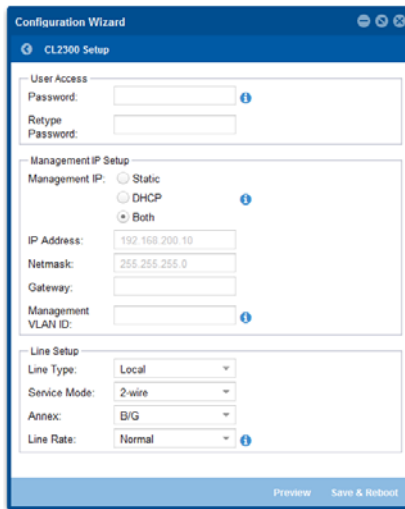 Configuration Wizard
CL2300 Setup
User Access
Password:
Retype
Password:
Management IP Setup
Management IP: Static
DHCP
Both
IP Address: 192.168.200.10
Netmask: 255.255.255.0
Gateway:
Management
VLAN ID:
Line Setup
Line Type: Local
Service Mode: 2-wire
Annex: B/G
Line Rate: Normal
Preview Save & Reboot